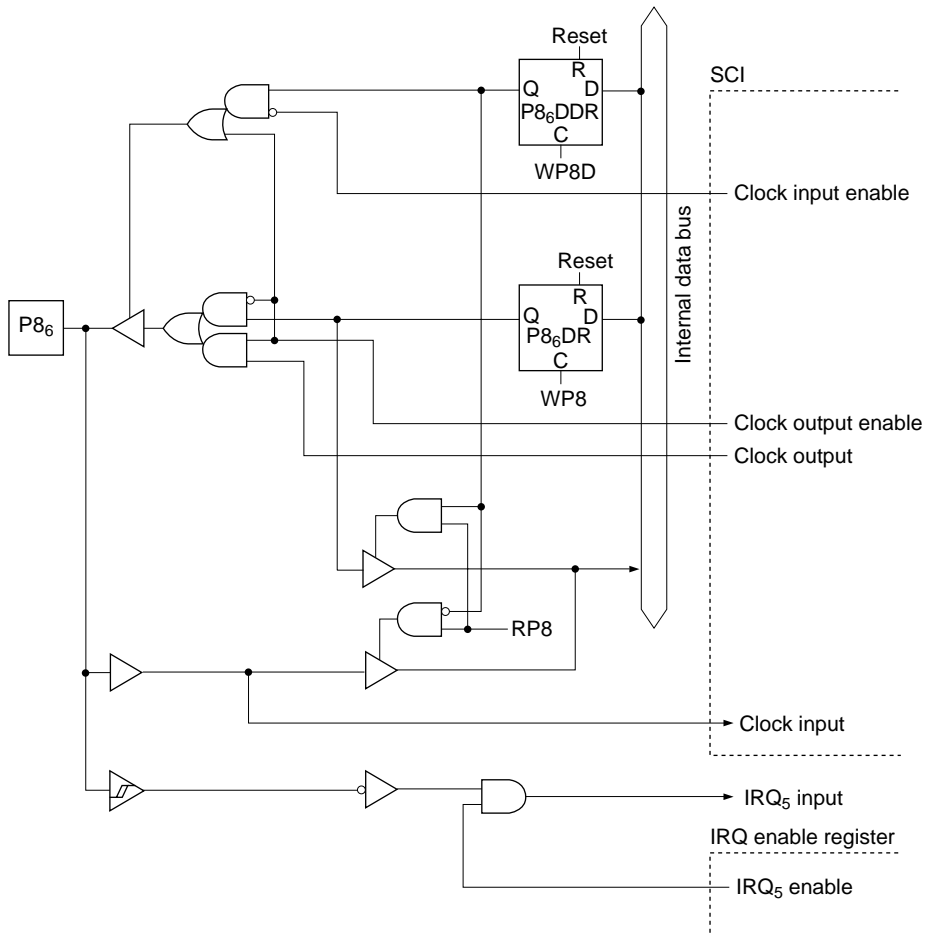 Reset
R
Q D
P8₆DDR
C
WP8D
SCI
Clock input enable
Internal data bus
Reset
R
Q D
P8₆DR
C
WP8
P8₆
Clock output enable
Clock output
RP8
Clock input
IRQ₅ input
IRQ enable register
IRQ₅ enable